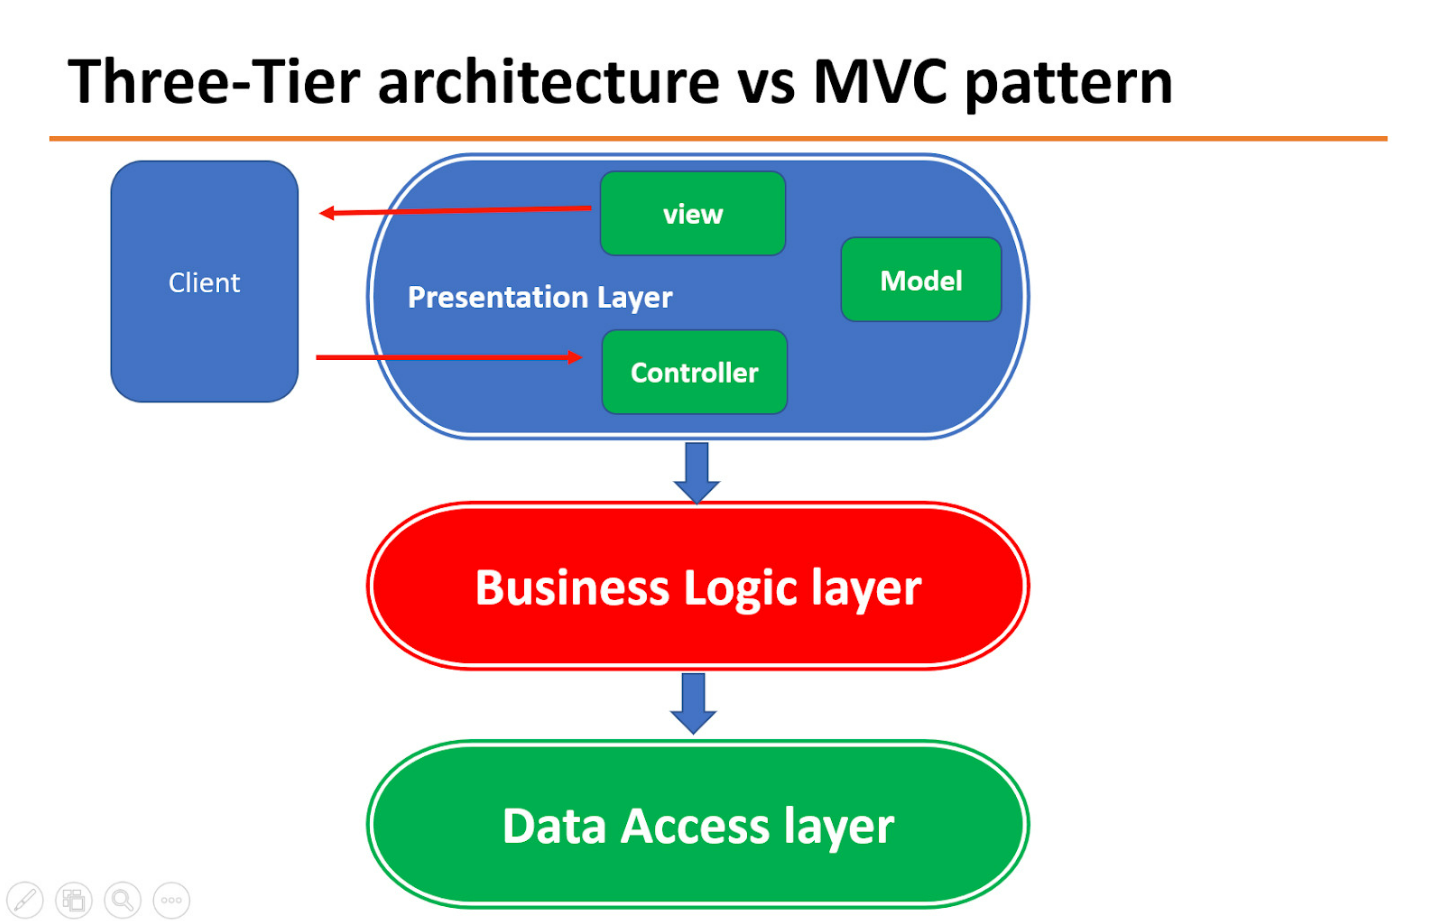 Three-Tier architecture vs MVC pattern
view
Client
Model
Presentation Layer
Controller
Business Logic layer
Data Access layer